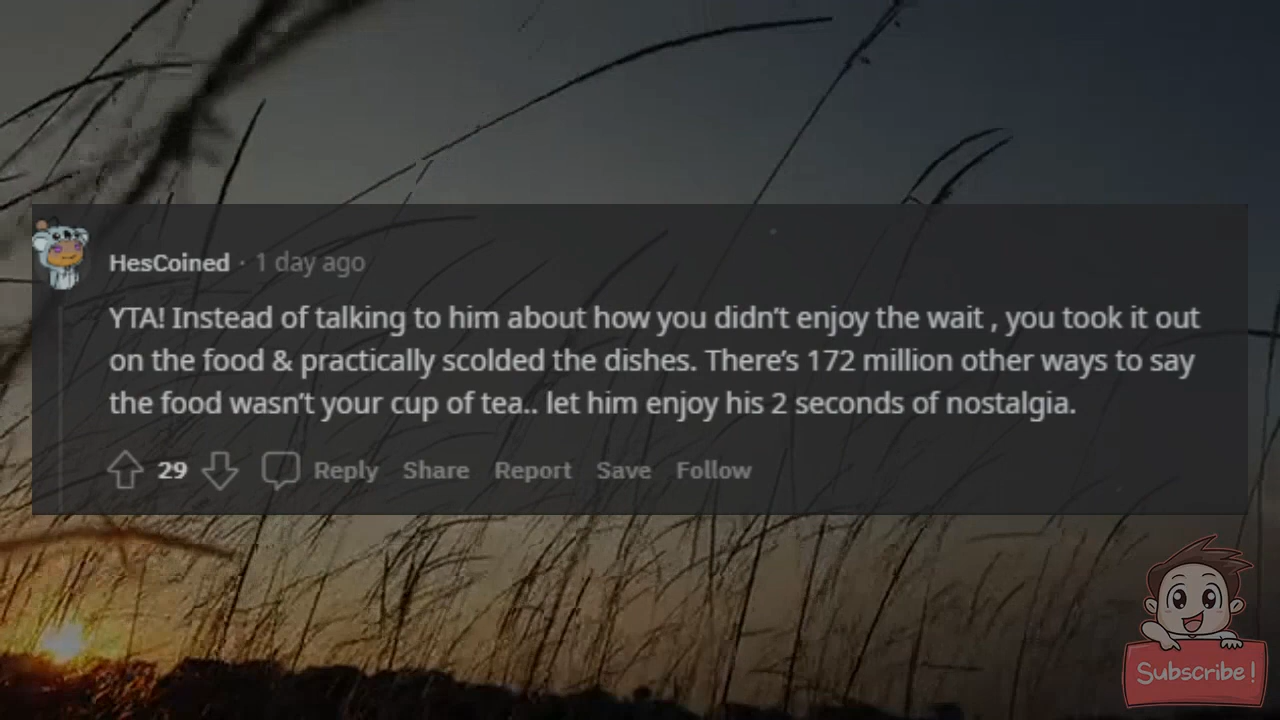 HesCoined · 1 day ago
YTA! Instead of talking to him about how you didn’t enjoy the wait , you took it out
on the food & practically scolded the dishes. There’s 172 million other ways to say
the food wasn’t your cup of tea.. let him enjoy his 2 seconds of nostalgia.
29 Reply Share Report Save Follow
Subscribe!